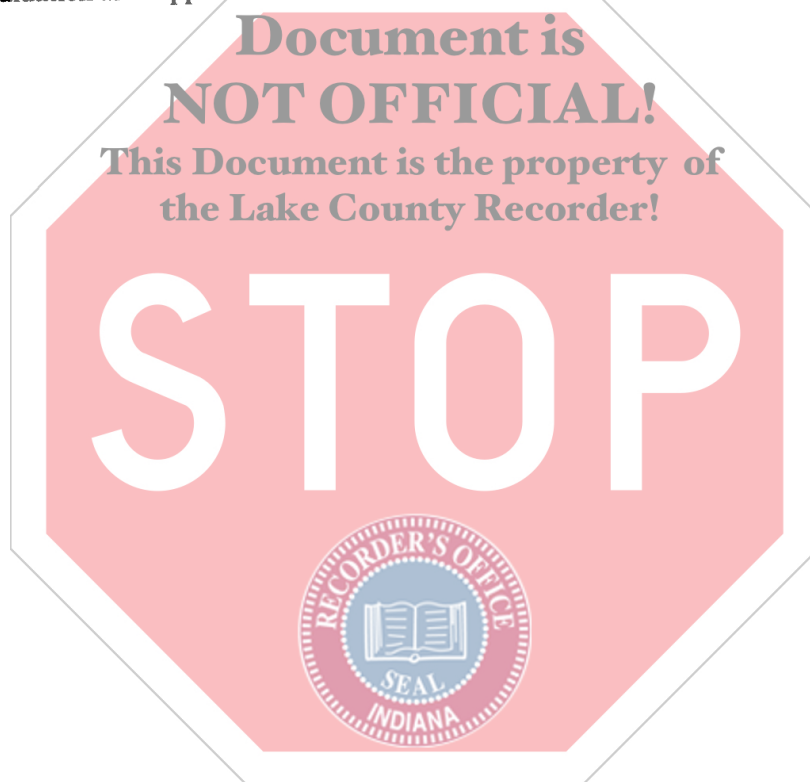 Document is
NOT OFFICIAL!
This Document is the property of
the Lake County Recorder!
STOP
RECORDER'S OFFICE
SEAL
INDIANA